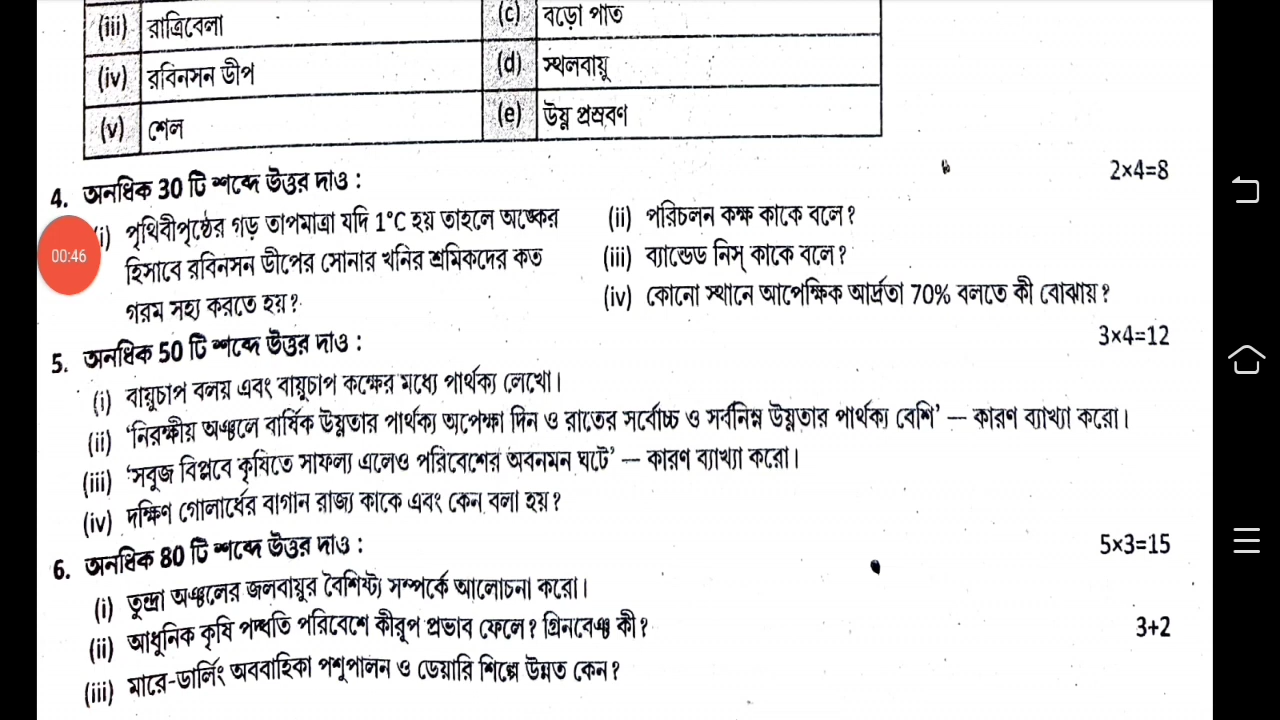 (iii) রাত্রিবেলা (c) বড়ো পাত
(iv) রবিনসন ডীপ (d) স্থলবায়ু
(v) শেল (e) উষ্ণ প্রস্রবণ
4. অনধিক 30 টি শব্দে উত্তর দাও : 2×4=8
i) পৃথিবীপৃষ্ঠের গড় তাপমাত্রা যদি 1°C হয় তাহলে অঙ্কের
হিসাবে রবিনসন ডীপের সোনার খনির শ্রমিকদের কত
গরম সহ্য করতে হয়?
(ii) পরিচলন কক্ষ কাকে বলে?
(iii) ব্যান্ডেড নিস্ কাকে বলে?
(iv) কোনো স্থানে আপেক্ষিক আর্দ্রতা 70% বলতে কী বোঝায়?
00:46
5. অনধিক 50 টি শব্দে উত্তর দাও : 3×4=12
(i) বায়ুচাপ বলয় এবং বায়ুচাপ কক্ষের মধ্যে পার্থক্য লেখো।
(ii) ‘নিরক্ষীয় অঞ্চলে বার্ষিক উষ্ণতার পার্থক্য অপেক্ষা দিন ও রাতের সর্বোচ্চ ও সর্বনিম্ন উষ্ণতার পার্থক্য বেশি’ — কারণ ব্যাখ্যা করো।
(iii) ‘সবুজ বিপ্লবে কৃষিতে সাফল্য এলেও পরিবেশের অবনমন ঘটে’ — কারণ ব্যাখ্যা করো।
(iv) দক্ষিণ গোলার্ধের বাগান রাজ্য কাকে এবং কেন বলা হয়?
6. অনধিক 80 টি শব্দে উত্তর দাও : 5×3=15
(i) তুন্দ্রা অঞ্চলের জলবায়ুর বৈশিষ্ট্য সম্পর্কে আলোচনা করো।
(ii) আধুনিক কৃষি পদ্ধতি পরিবেশে কীরূপ প্রভাব ফেলে? গ্রিনবেঞ্চ কী? 3+2
(iii) মারে-ডার্লিং অববাহিকা পশুপালন ও ডেয়ারি শিল্পে উন্নত কেন?